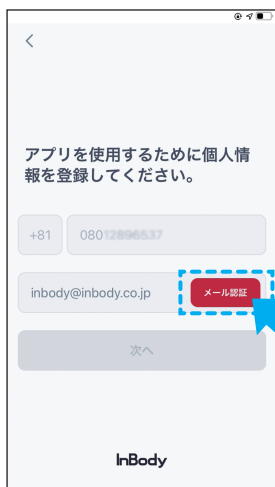 アプリを使用するために個人情
報を登録してください。
+81 080
inbody@inbody.co.jp メール認証
次へ
InBody